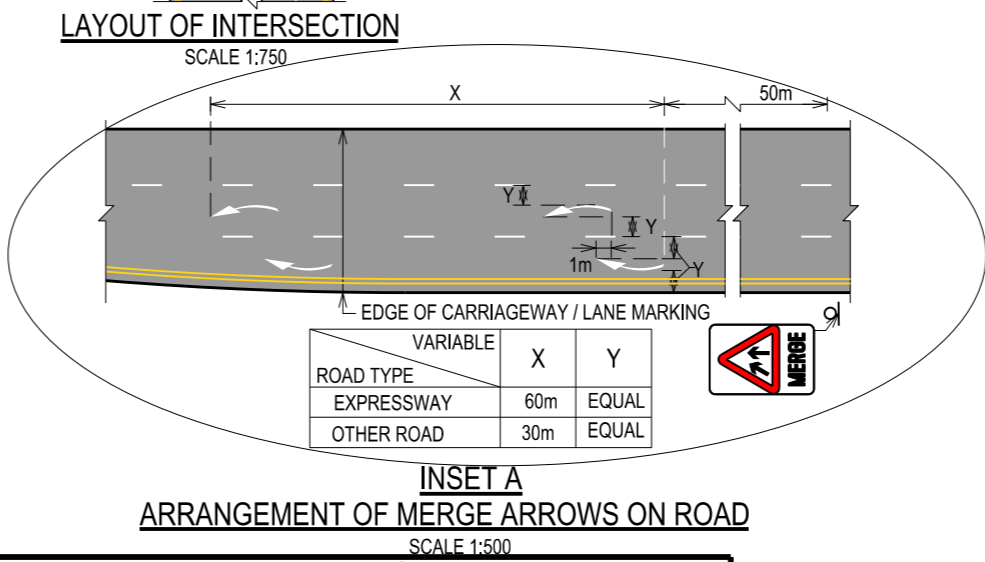 LAYOUT OF INTERSECTION
SCALE 1:750
X
50m
Y
Y
1m
Y
EDGE OF CARRIAGEWAY / LANE MARKING
MERGE
VARIABLE
X
Y
ROAD TYPE
EXPRESSWAY
60m
EQUAL
OTHER ROAD
30m
EQUAL
INSET A
ARRANGEMENT OF MERGE ARROWS ON ROAD
SCALE 1:500